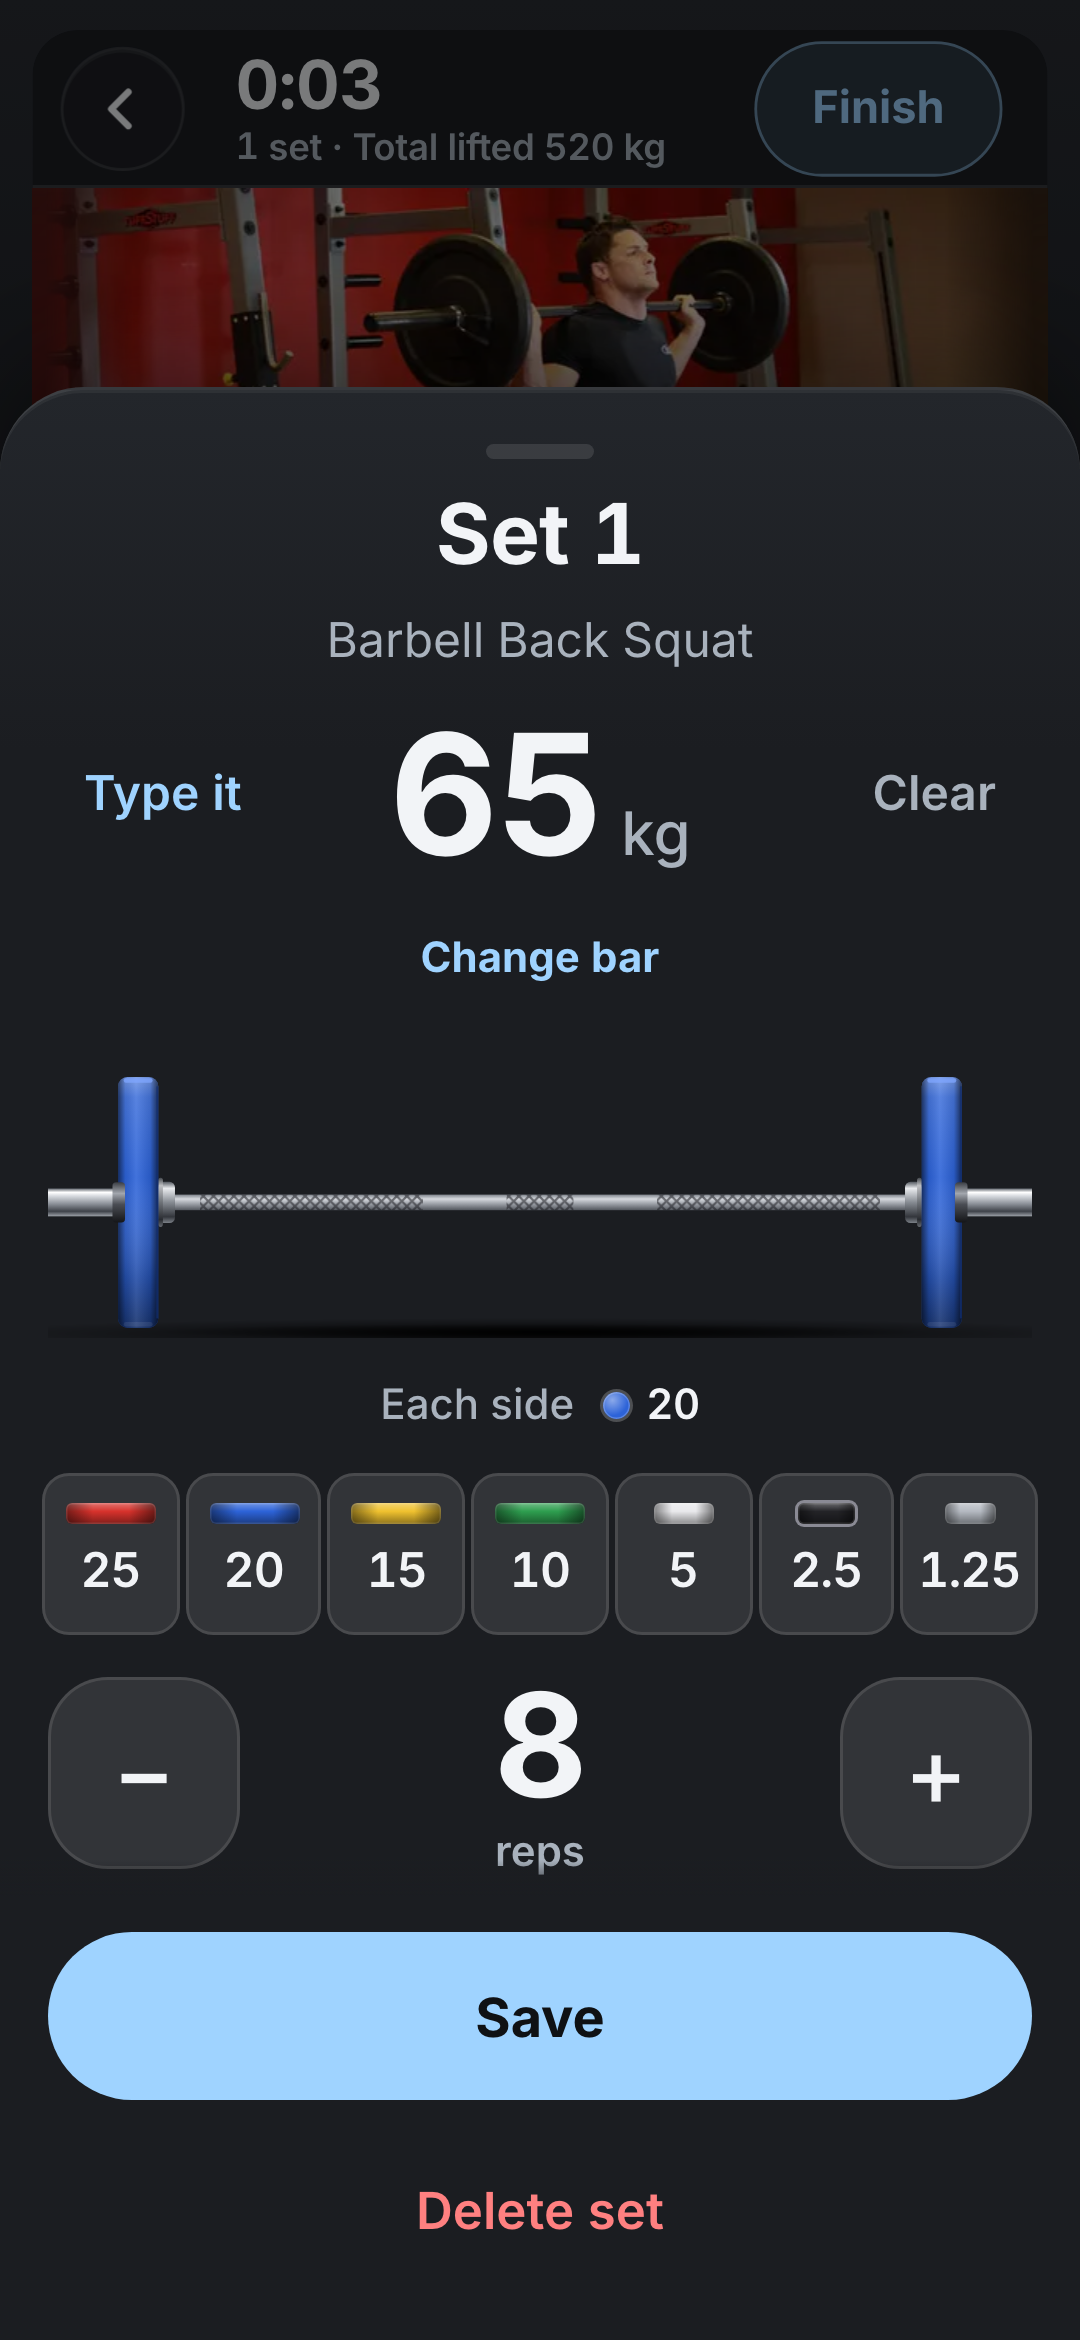 0:03
1 set · Total lifted 520 kg
Finish
Set 1
Barbell Back Squat
Type it
65 kg
Clear
Change bar
Each side 20
25 20 15 10 5 2.5 1.25
− 8 +
reps
Save
Delete set